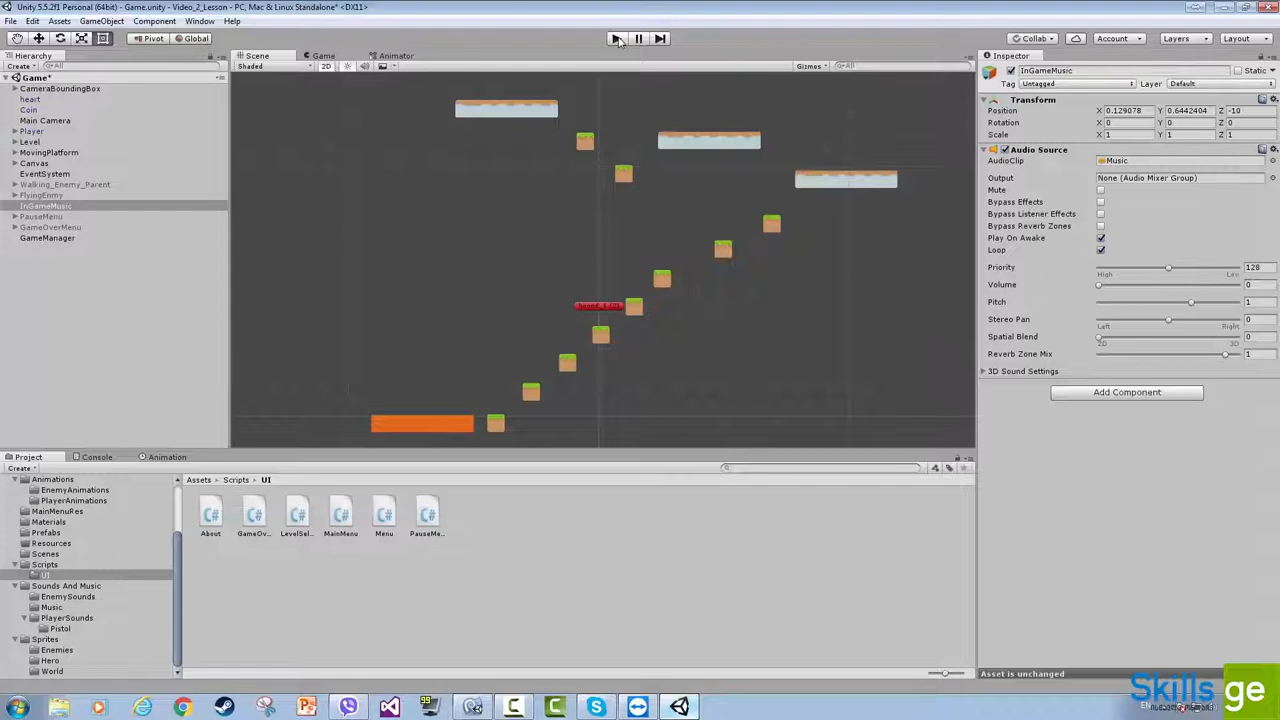 Unity 5.5.2f1 Personal (64bit) - Game.unity - Video_2_Lesson - PC, Mac & Linux Standalone* <DX11>
File Edit Assets GameObject Component Window Help
Pivot Global Collab Account Layers Layout
Hierarchy
Create All
Game*
CameraBoundingBox
heart
Coin
Main Camera
Player
Level
MovingPlatform
Canvas
EventSystem
Walking_Enemy_Parent
FlyingEnmy
InGameMusic
PauseMenu
GameOverMenu
GameManager
Scene Game Animator
Shaded 2D Gizmos All
Inspector
InGameMusic Static
Tag Untagged Layer Default
Transform
Position X 0.129078 Y 0.6442404 Z -10
Rotation X 0 Y 0 Z 0
Scale X 1 Y 1 Z 1
Audio Source
AudioClip Music
Output None (Audio Mixer Group)
Mute
Bypass Effects
Bypass Listener Effects
Bypass Reverb Zones
Play On Awake
Loop
Priority 128
High Low
Volume 0
Pitch 1
Stereo Pan 0
Left Right
Spatial Blend 0
2D 3D
Reverb Zone Mix 1
3D Sound Settings
Add Component
Project Console Animation
Create
Animations
EnemyAnimations
PlayerAnimations
MainMenuRes
Materials
Prefabs
Resources
Scenes
Scripts
UI
Sounds And Music
EnemySounds
Music
PlayerSounds
Pistol
Sprites
Enemies
Hero
World
Assets Scripts UI
About GameOv... LevelSel... MainMenu Menu PauseMe...
Asset is unchanged
Skills ge
99